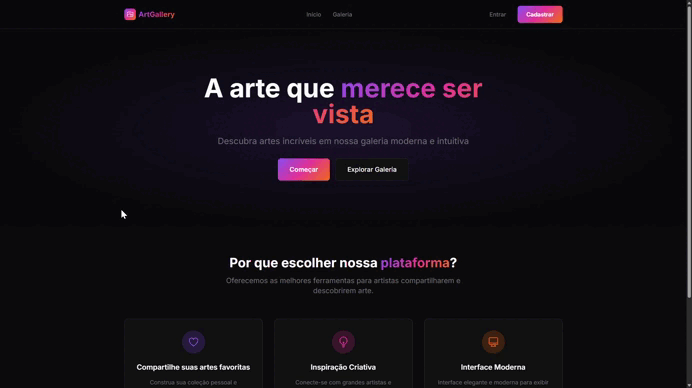 ArtGallery
Início
Galeria
Entrar
Cadastrar
A arte que merece ser
vista
Descubra artes incríveis em nossa galeria moderna e intuitiva
Começar
Explorar Galeria
Por que escolher nossa plataforma?
Oferecemos as melhores ferramentas para artistas compartilharem e
descobrirem arte.
Compartilhe suas artes favoritas
Inspiração Criativa
Interface Moderna
Construa sua coleção pessoal e
Conecte-se com grandes artistas e
Interface elegante e moderna para exibir